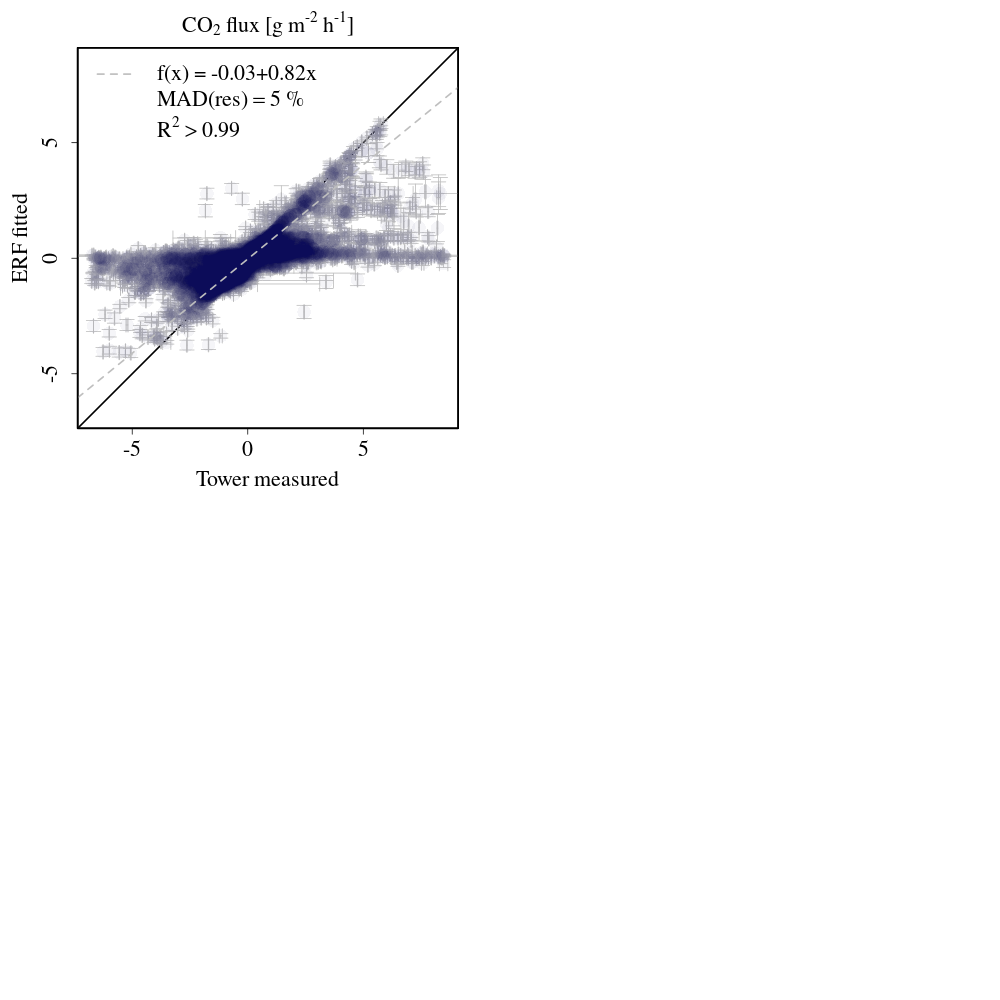 CO₂ flux [g m⁻² h⁻¹]
f(x) = -0.03+0.82x
MAD(res) = 5 %
R² > 0.99
5
0
-5
ERF fitted
-5 0 5
Tower measured